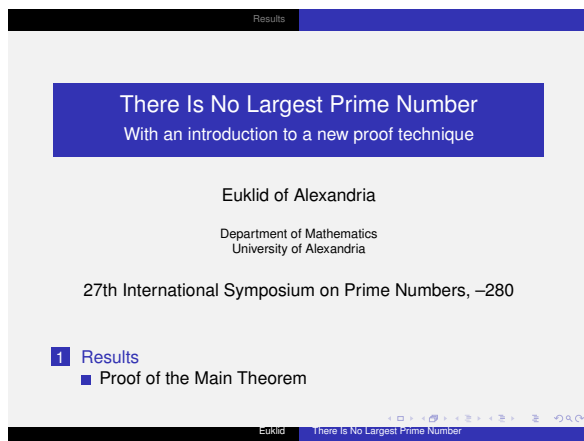 Results
There Is No Largest Prime Number
With an introduction to a new proof technique
Euklid of Alexandria
Department of Mathematics
University of Alexandria
27th International Symposium on Prime Numbers, –280
1 Results
Proof of the Main Theorem
Euklid There Is No Largest Prime Number